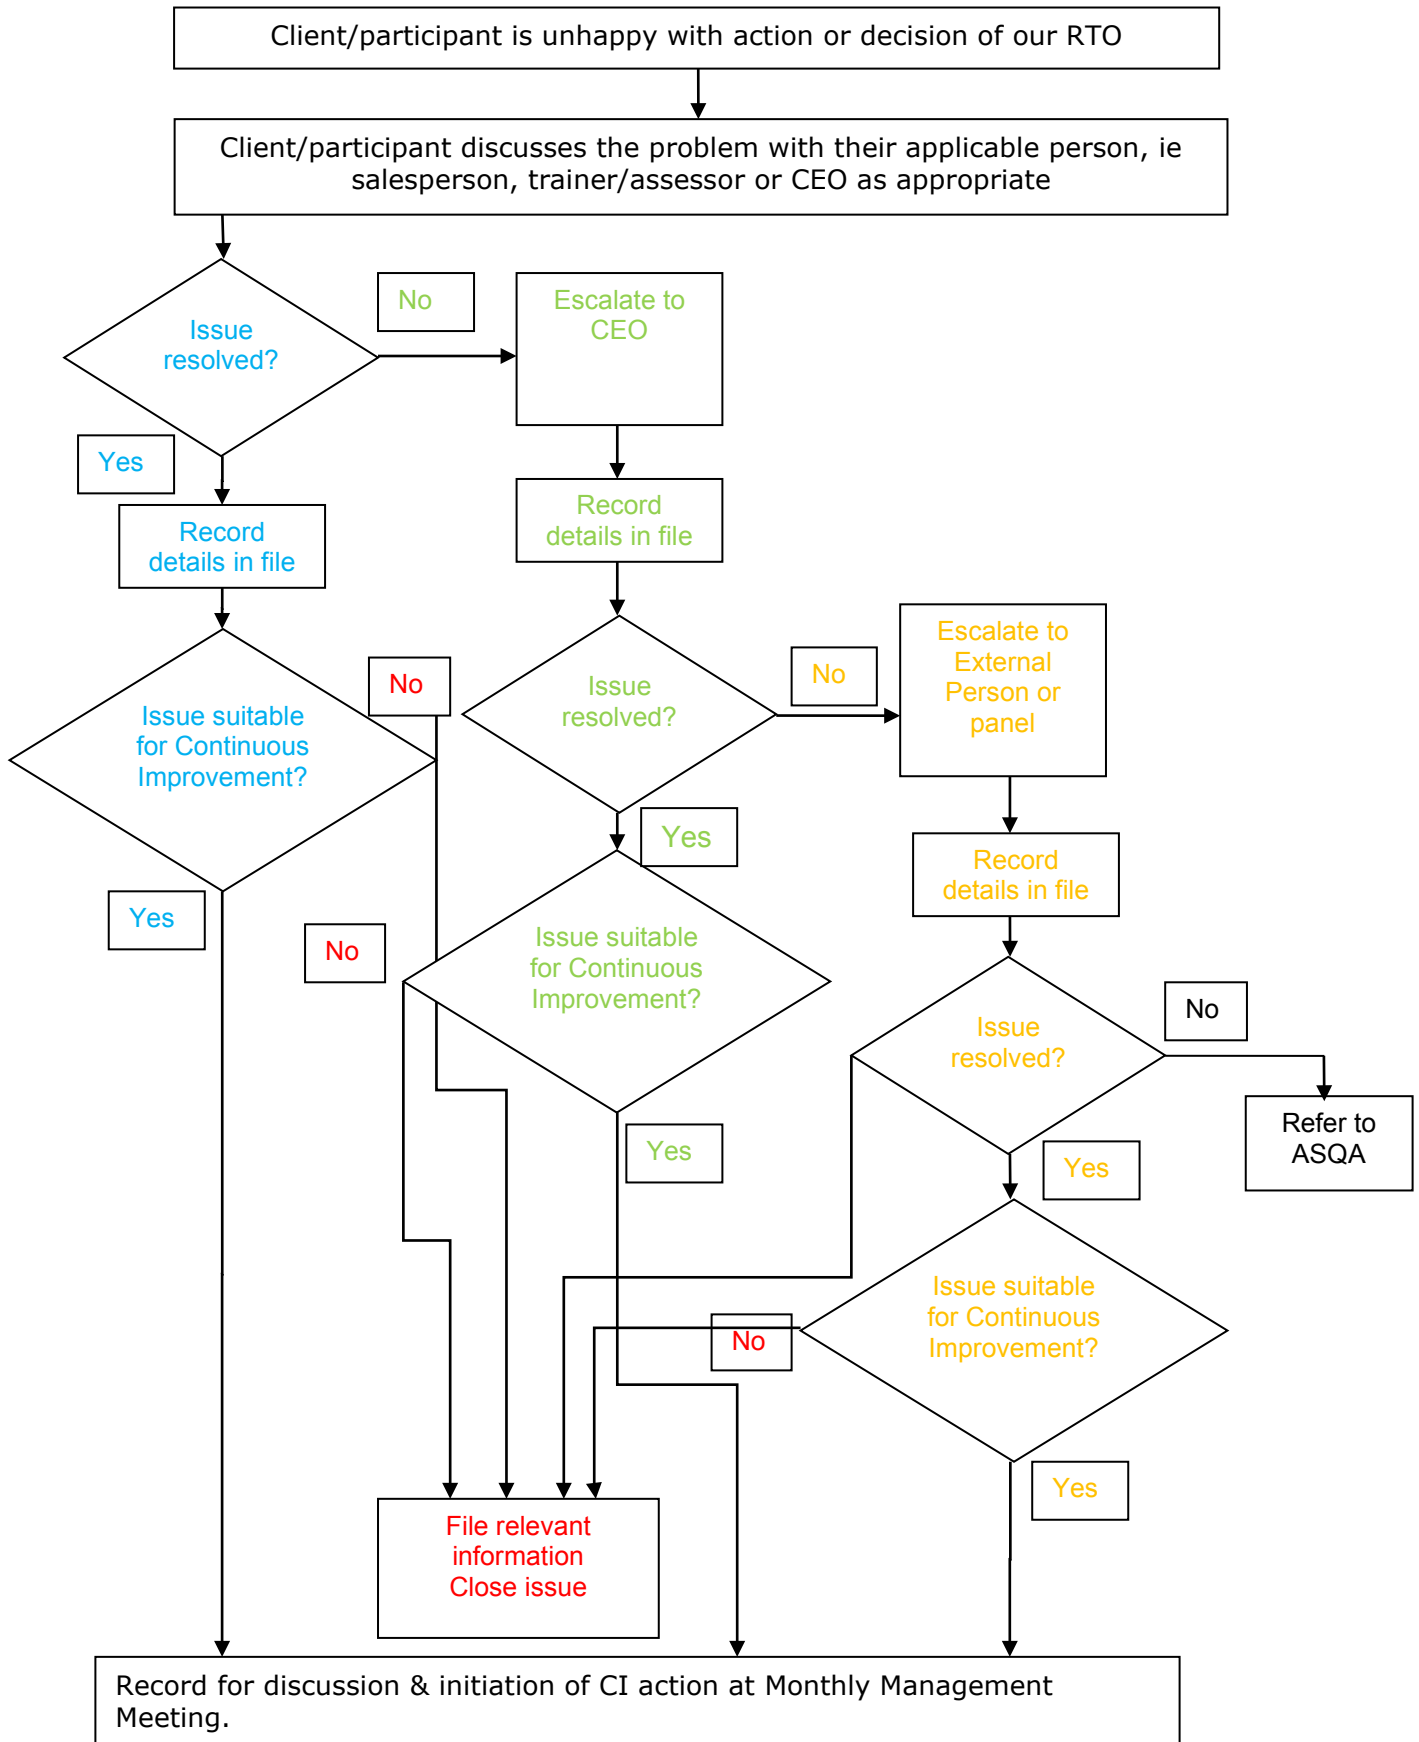 Client/participant is unhappy with action or decision of our RTO
Client/participant discusses the problem with their applicable person, ie
salesperson, trainer/assessor or CEO as appropriate
Issue
resolved?
No
Escalate to
CEO
Yes
Record
details in file
Record
details in file
Issue suitable
for Continuous
Improvement?
No
Issue
resolved?
No
Escalate to
External
Person or
panel
Yes
Yes
Record
details in file
No
Issue suitable
for Continuous
Improvement?
Issue
resolved?
No
Yes
Yes
Refer to
ASQA
Issue suitable
for Continuous
Improvement?
No
Yes
File relevant
information
Close issue
Record for discussion & initiation of CI action at Monthly Management
Meeting.